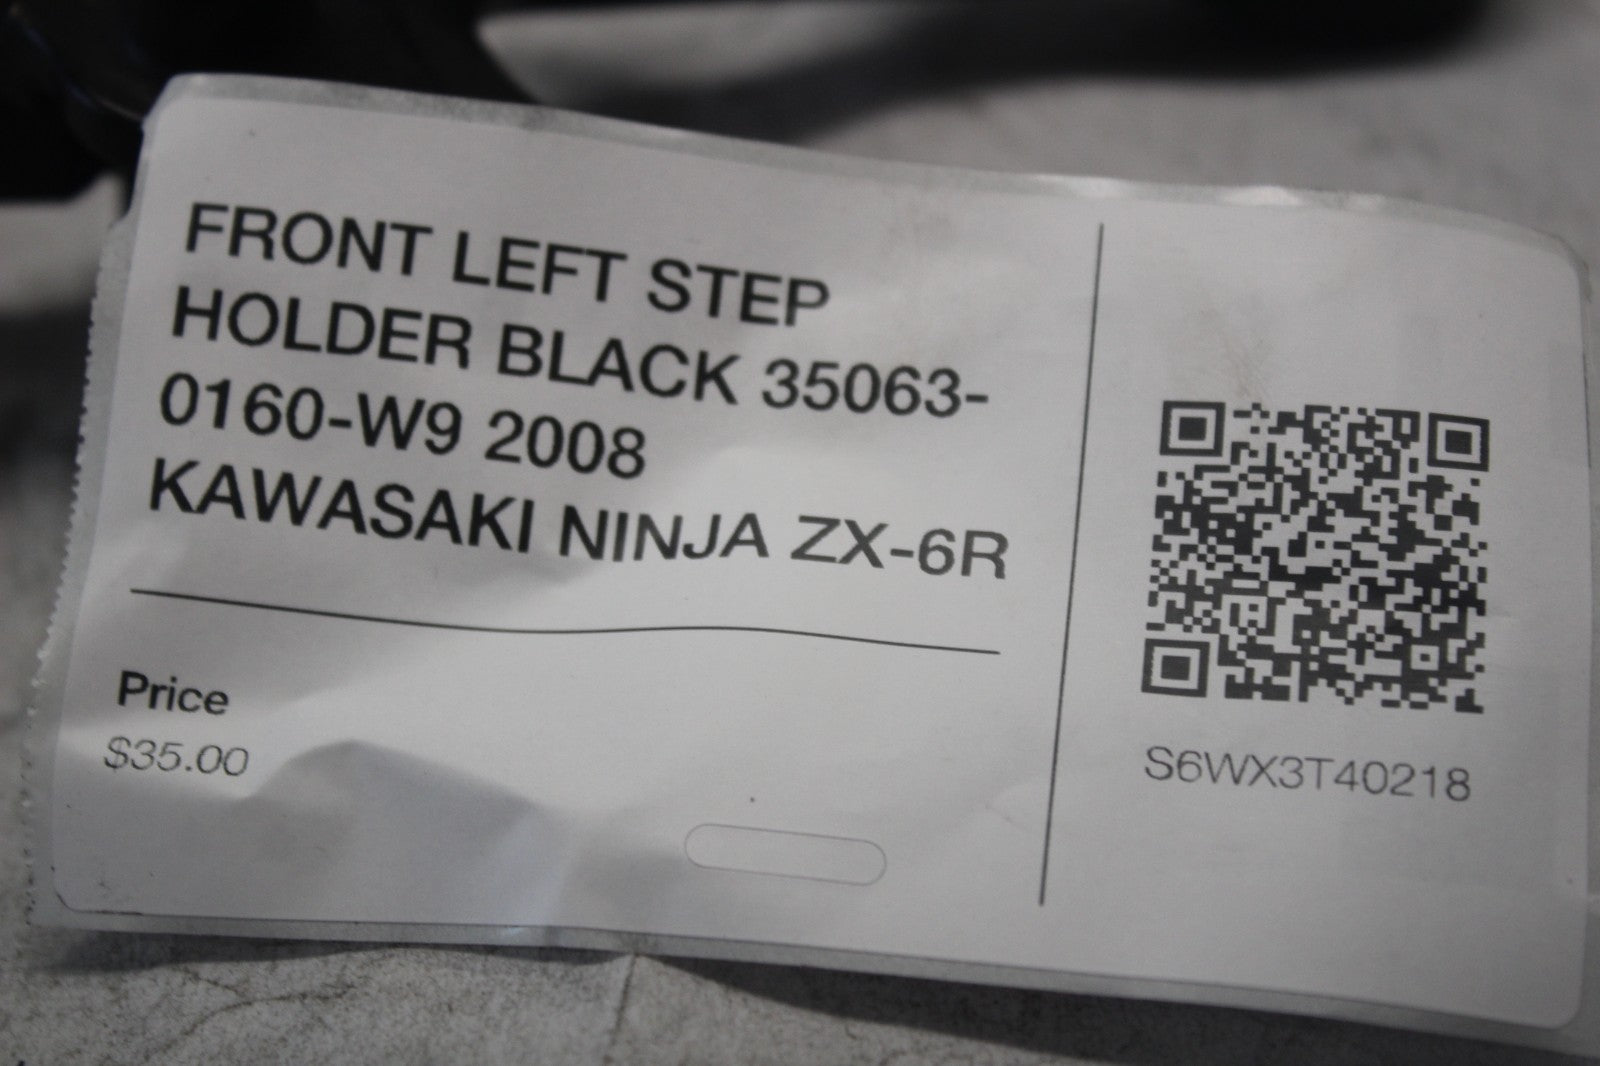 FRONT LEFT STEP
HOLDER BLACK 35063-
0160-W9 2008
KAWASAKI NINJA ZX-6R
Price
$35.00
S6WX3T40218